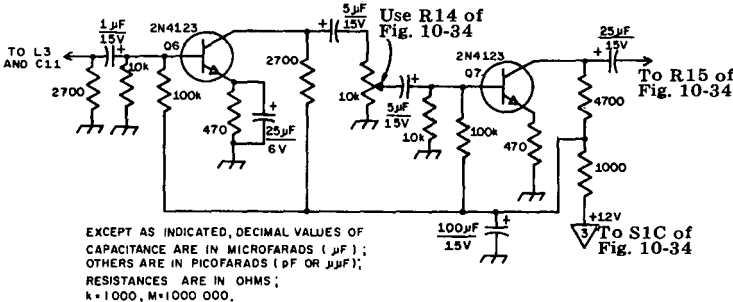 5µF
15V
Use R14 of
Fig. 10-34
25µF
15V
1µF
15V
2N4123
Q6
2N4123
Q7
TO L3
AND C11
To R15 of
Fig. 10-34
2700
10k
100k
2700
10k
5µF
15V
4700
470
25µF
6V
10k
100k
470
1000
+12V
3
To S1C of
Fig. 10-34
100µF
15V
EXCEPT AS INDICATED, DECIMAL VALUES OF
CAPACITANCE ARE IN MICROFARADS ( µF ) ;
OTHERS ARE IN PICOFARADS ( pF OR µµF);
RESISTANCES ARE IN OHMS ;
k = 1000, M=1000 000.